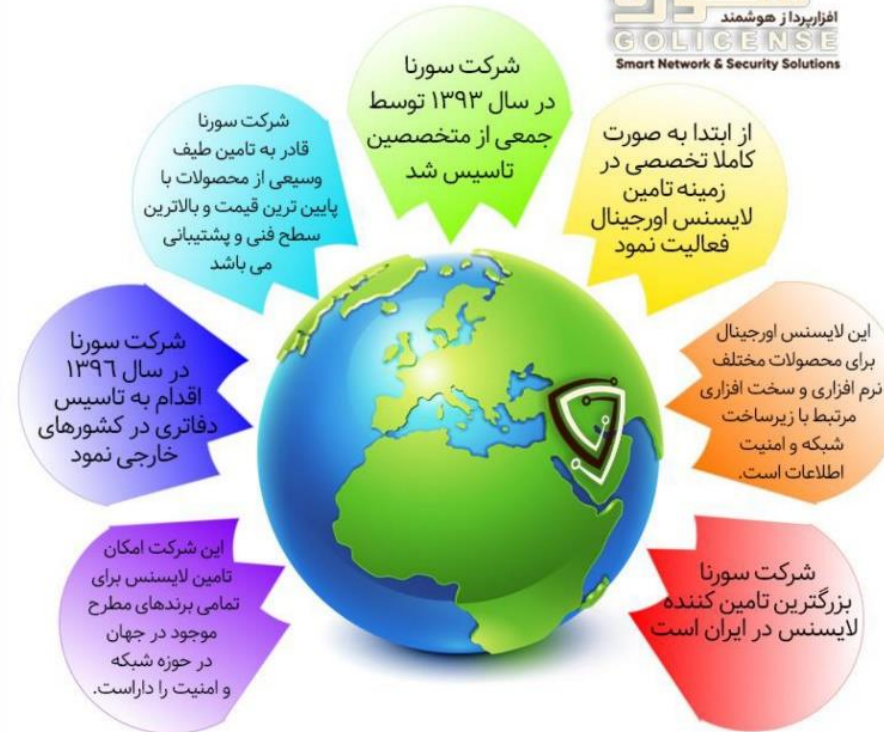 افزارپرداز هوشمند
GOLICENSE
Smart Network & Security Solutions
شرکت سورنا
در سال ۱۳۹۳ توسط
جمعی از متخصصین
تاسیس شد
از ابتدا به صورت
کاملا تخصصی در
زمینه تامین
لایسنس اورجینال
فعالیت نمود
این لایسنس اورجینال
برای محصولات مختلف
نرم افزاری و سخت افزاری
مرتبط با زیرساخت
شبکه و امنیت
اطلاعات است.
شرکت سورنا
بزرگترین تامین کننده
لایسنس در ایران است
شرکت سورنا
قادر به تامین طیف
وسیعی از محصولات با
پایین ترین قیمت و بالاترین
سطح فنی و پشتیبانی
می باشد
شرکت سورنا
در سال ۱۳۹٦
اقدام به تاسیس
دفاتری در کشورهای
خارجی نمود
این شرکت امکان
تامین لایسنس برای
تمامی برندهای مطرح
موجود در جهان
در حوزه شبکه
و امنیت را داراست.